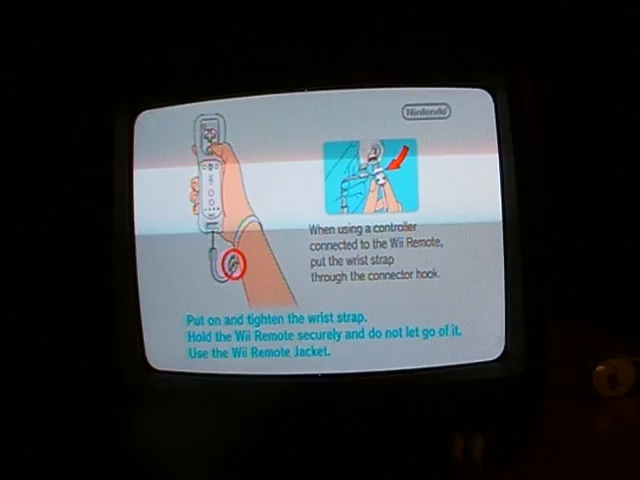 Nintendo
When using a controller
connected to the Wii Remote,
put the wrist strap
through the connector hook.
Put on and tighten the wrist strap.
Hold the Wii Remote securely and do not let go of it.
Use the Wii Remote Jacket.